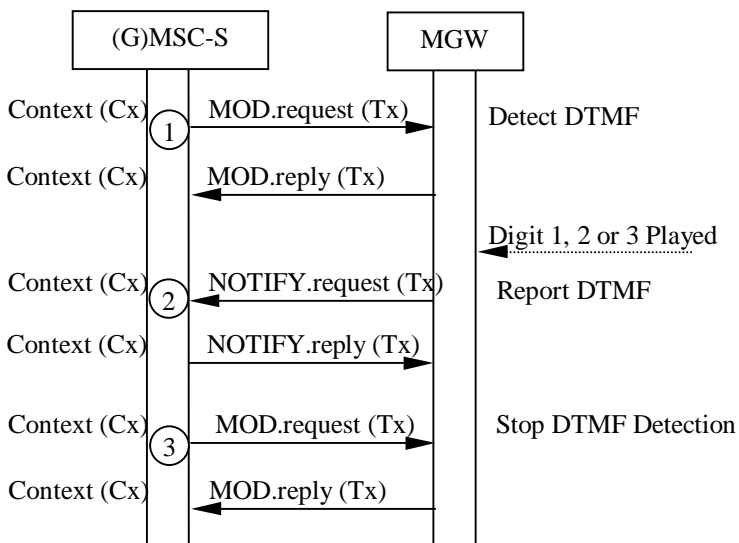 (G)MSC-S MGW
Context (Cx) MOD.request (Tx) Detect DTMF
1
Context (Cx) MOD.reply (Tx)
Digit 1, 2 or 3 Played
Context (Cx) NOTIFY.request (Tx) Report DTMF
2
Context (Cx) NOTIFY.reply (Tx)
Context (Cx) MOD.request (Tx) Stop DTMF Detection
3
Context (Cx) MOD.reply (Tx)